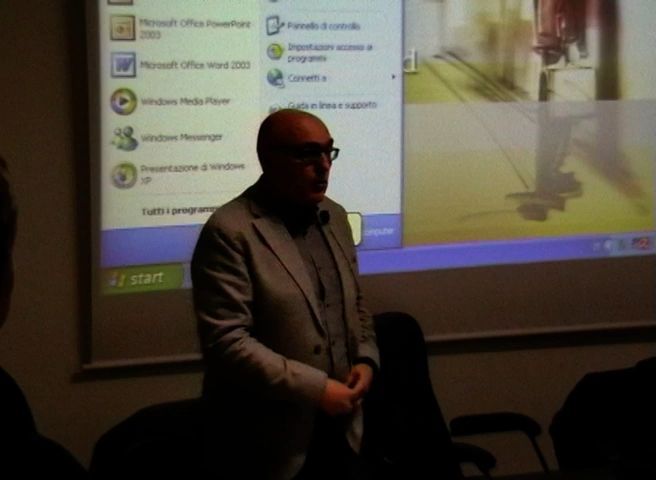 Microsoft Office PowerPoint
2003
Microsoft Office Word 2003
Windows Media Player
Windows Messenger
Presentazione di Windows
XP
Tutti i programmi
Pannello di controllo
Impostazioni accesso ai
programmi
Connetti a
Guida in linea e supporto
computer
start
d